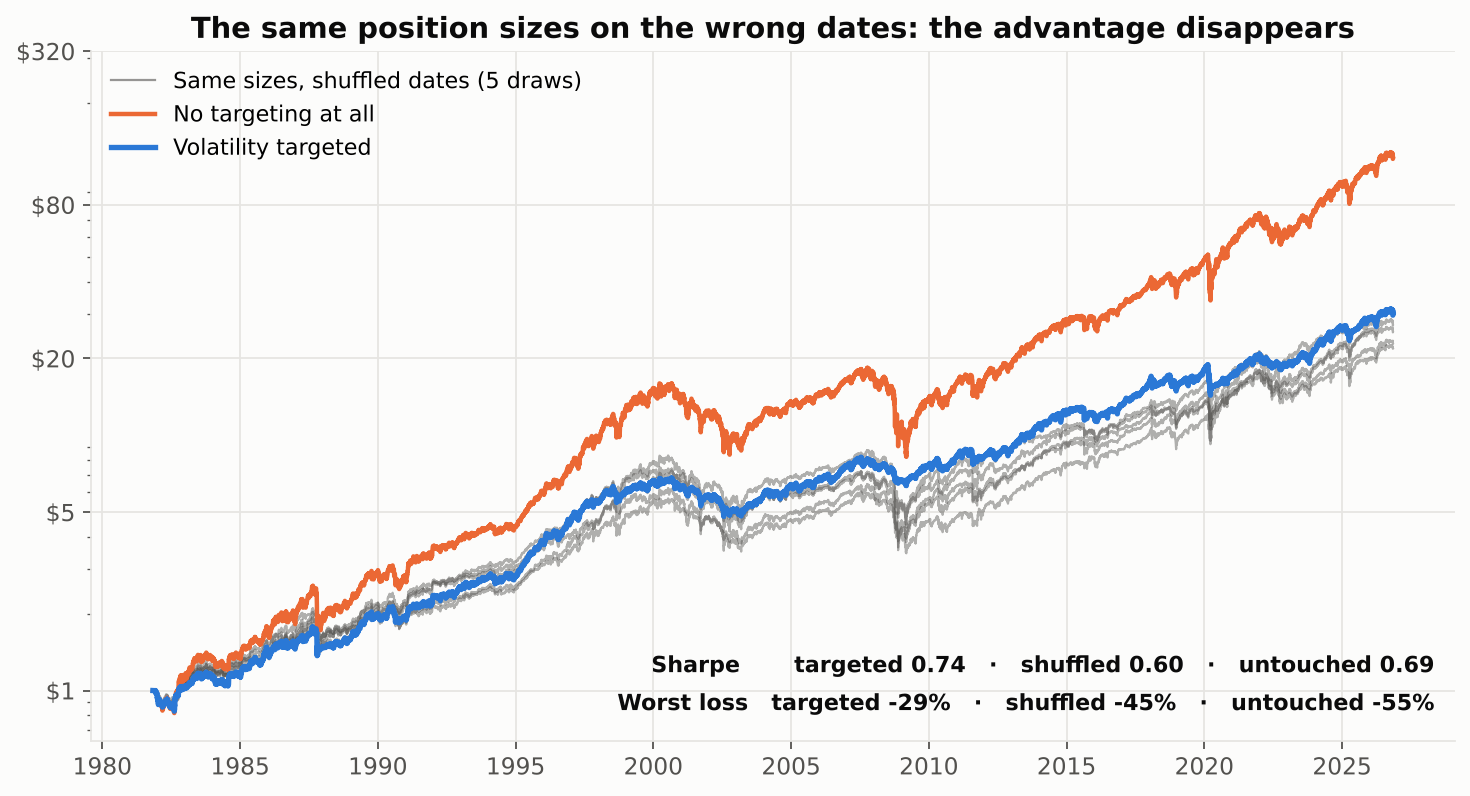 The same position sizes on the wrong dates: the advantage disappears
$320
$80
$20
$5
$1
Same sizes, shuffled dates (5 draws)
No targeting at all
Volatility targeted
Sharpe targeted 0.74 · shuffled 0.60 · untouched 0.69
Worst loss targeted -29% · shuffled -45% · untouched -55%
1980 1985 1990 1995 2000 2005 2010 2015 2020 2025